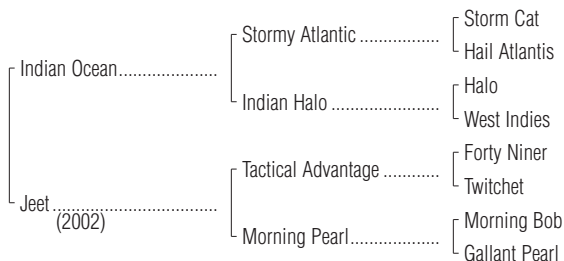 Storm Cat
Stormy Atlantic ..................
Hail Atlantis
Indian Ocean......................
Halo
Indian Halo ........................
West Indies
Forty Niner
Tactical Advantage ............
Twitchet
Jeet .....................................
(2002)
Morning Bob
Morning Pearl....................
Gallant Pearl